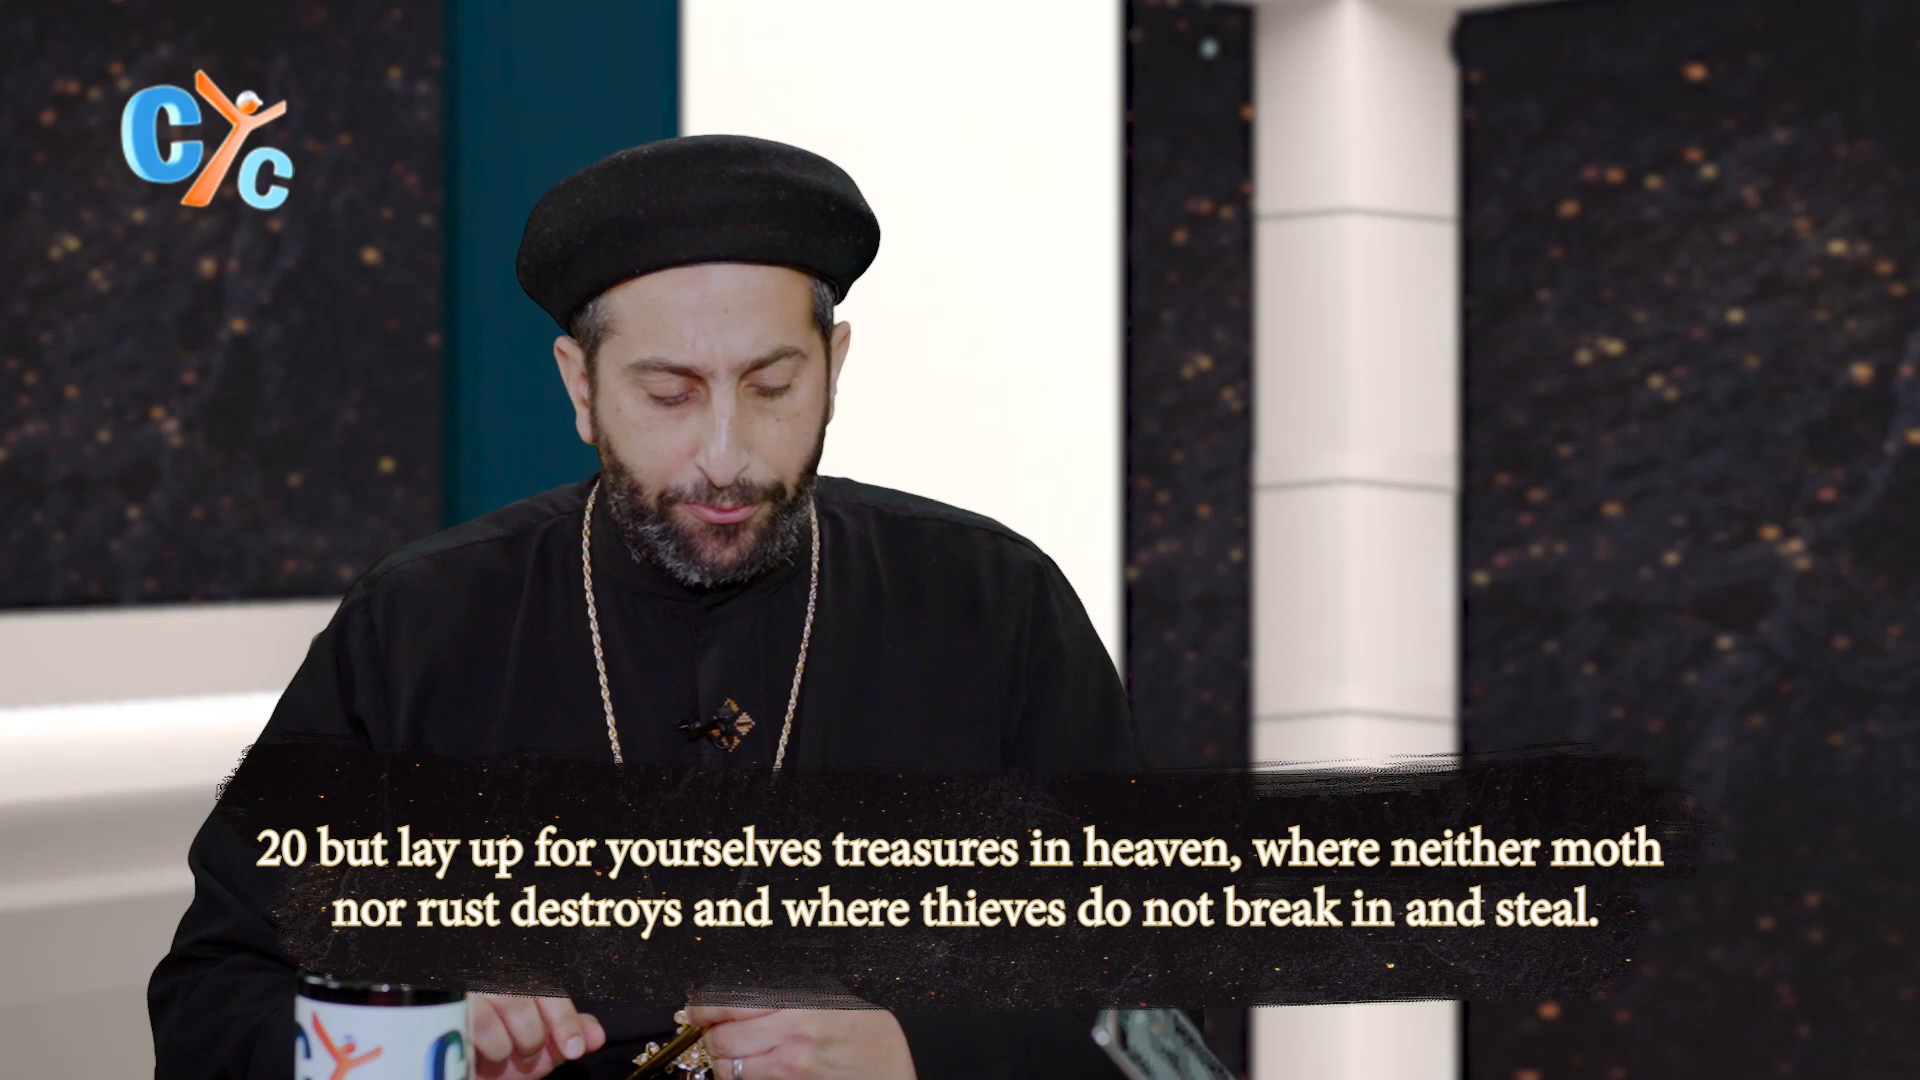 CYC
20 but lay up for yourselves treasures in heaven, where neither moth
nor rust destroys and where thieves do not break in and steal.